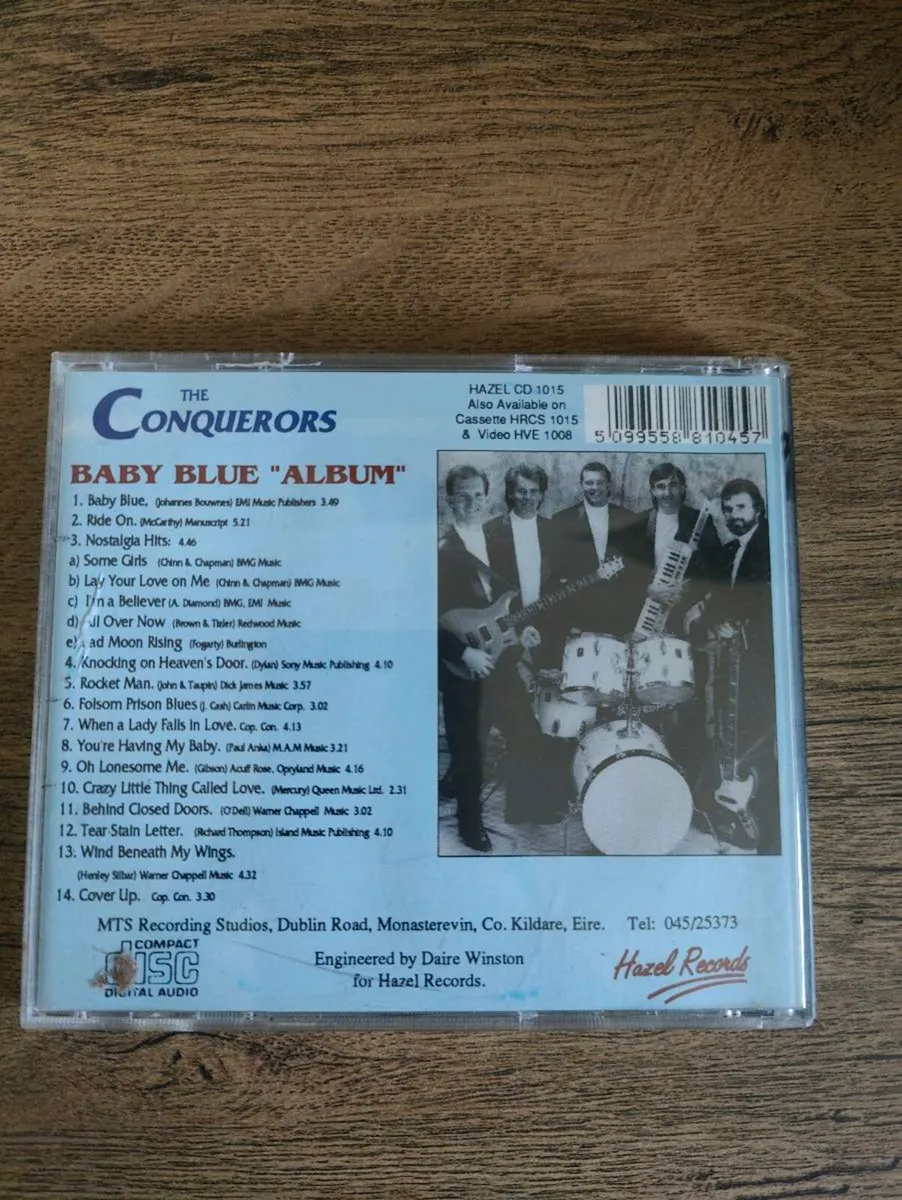 THE
CONQUERORS
HAZEL CD 1015
Also Available on
Cassette HRCS 1015
& Video HVE 1008
5 099558 810457
BABY BLUE "ALBUM"
1. Baby Blue, (Johannes Bouwnes) EMI Music Publishers 3.49
2. Ride On. (McCarthy) Manuscript 5.21
3. Nostalgia Hits: 4.46
a) Some Girls (Chinn & Chapman) BMG Music
b) Lay Your Love on Me (Chinn & Chapman) BMG Music
c) I'm a Believer (A. Diamond) BMG, EMI Music
d) All Over Now (Brown & Tizier) Redwood Music
e) ad Moon Rising (Fogarty) Burlington
4. Knocking on Heaven's Door. (Dylan) Sony Music Publishing 4.10
5. Rocket Man. (John & Taupin) Dick James Music 3.57
6. Folsom Prison Blues (J. Cash) Carlin Music Corp. 3.02
7. When a Lady Falls in Love. Cop. Con. 4.13
8. You're Having My Baby. (Paul Anka) M.A.M Music 3.21
9. Oh Lonesome Me. (Gibson) Acuff Rose, Opryland Music 4.16
10. Crazy Little Thing Called Love. (Mercury) Queen Music Ltd. 2.31
11. Behind Closed Doors. (O'Dell) Warner Chappell Music 3.02
12. Tear Stain Letter. (Richard Thompson) Island Music Publishing 4.10
13: Wind Beneath My Wings.
(Henley Silbar) Warner Chappell Music 4.32
14. Cover Up. Cop. Con. 3.30
MTS Recording Studios, Dublin Road, Monasterevin, Co. Kildare, Eire. Tel: 045/25373
COMPACT
DISC
DIGITAL AUDIO
Engineered by Daire Winston
for Hazel Records.
Hazel Records